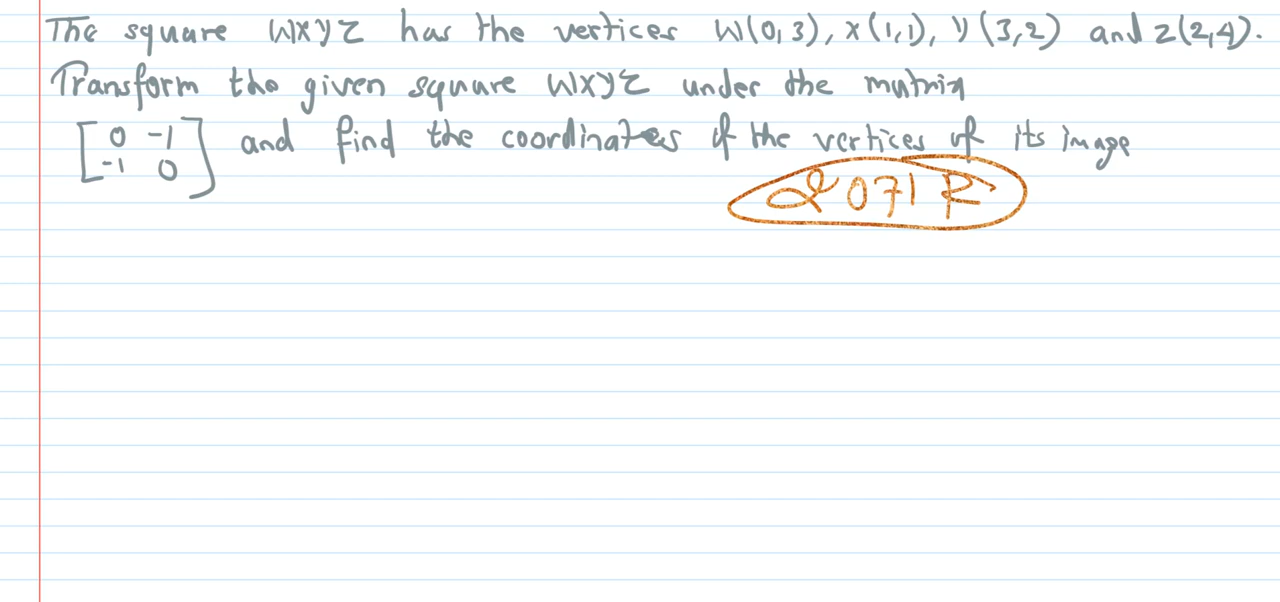 The square WXYZ has the vertices W(0,3), X(1,1), Y(3,2) and Z(2,4).
Transform the given square WXYZ under the matrix
[0 -1
-1 0] and find the coordinates of the vertices of its image
2071 R